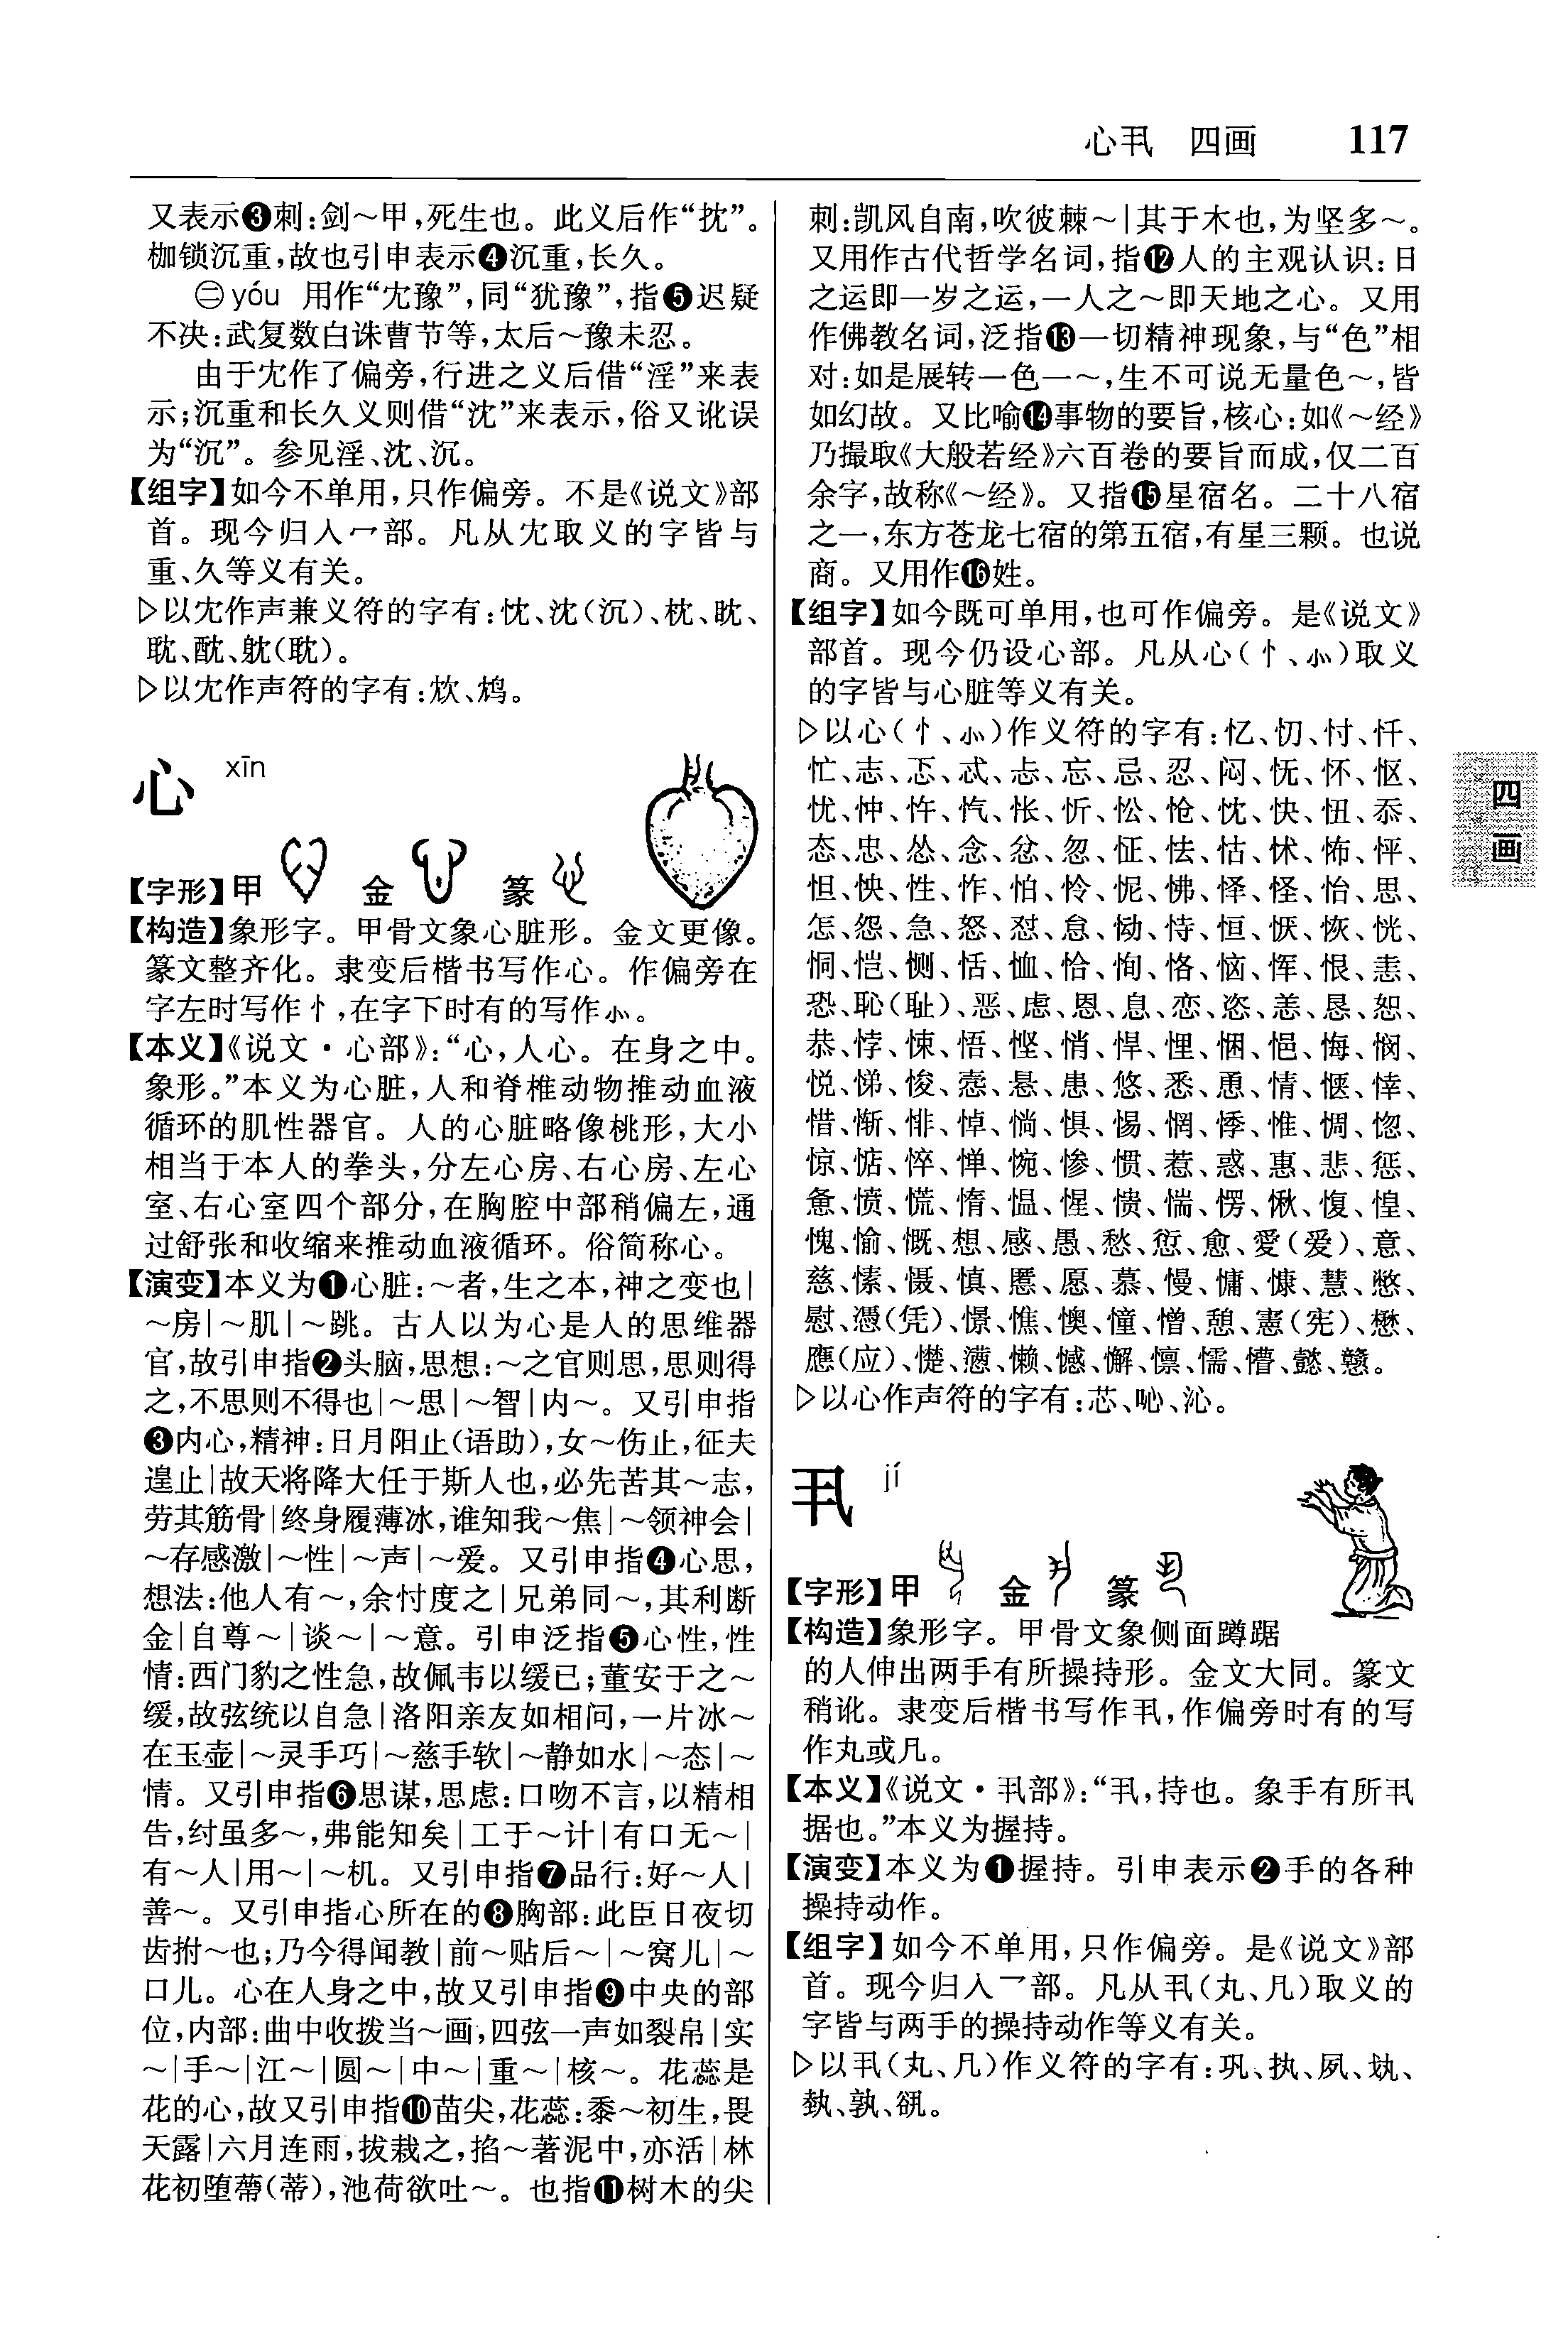 心丮　四画　117
又表示❸刺:剑～甲,死生也。此义后作“抌”。
枷锁沉重,故也引申表示❹沉重,长久。
㊁yóu 用作“冘豫”,同“犹豫”,指❺迟疑
不决:武复数白诛曹节等,太后～豫未忍。
由于冘作了偏旁,行进之义后借“淫”来表
示;沉重和长久义则借“沈”来表示,俗又讹误
为“沉”。参见淫、沈、沉。
【组字】如今不单用,只作偏旁。不是《说文》部
首。现今归入冖部。凡从冘取义的字皆与
重、久等义有关。
▷以冘作声兼义符的字有:忱、沈(沉)、枕、眈、
耽、酖、躭(耽)。
▷以冘作声符的字有:炊、鸩。
心 xīn
【字形】甲 金 篆
【构造】象形字。甲骨文象心脏形。金文更像。
篆文整齐化。隶变后楷书写作心。作偏旁在
字左时写作忄,在字下时有的写作⺗。
【本义】《说文·心部》:“心,人心。在身之中。
象形。”本义为心脏,人和脊椎动物推动血液
循环的肌性器官。人的心脏略像桃形,大小
相当于本人的拳头,分左心房、右心房、左心
室、右心室四个部分,在胸腔中部稍偏左,通
过舒张和收缩来推动血液循环。俗简称心。
【演变】本义为❶心脏:～者,生之本,神之变也|
～房|～肌|～跳。古人以为心是人的思维器
官,故引申指❷头脑,思想:～之官则思,思则得
之,不思则不得也|～思|～智|内～。又引申指
❸内心,精神:日月阳止(语助),女～伤止,征夫
遑止|故天将降大任于斯人也,必先苦其～志,
劳其筋骨|终身履薄冰,谁知我～焦|～领神会|
～存感激|～性|～声|～爱。又引申指❹心思,
想法:他人有～,余忖度之|兄弟同～,其利断
金|自尊～|谈～|～意。引申泛指❺心性,性
情:西门豹之性急,故佩韦以缓已;董安于之～
缓,故弦统以自急|洛阳亲友如相问,一片冰～
在玉壶|～灵手巧|～慈手软|～静如水|～态|～
情。又引申指❻思谋,思虑:口吻不言,以精相
告,纣虽多～,弗能知矣|工于～计|有口无～|
有～人|用～|～机。又引申指❼品行:好～人|
善～。又引申指心所在的❽胸部:此臣日夜切
齿拊～也;乃今得闻教|前～贴后～|～窝儿|～
口儿。心在人身之中,故又引申指❾中央的部
位,内部:曲中收拨当～画,四弦一声如裂帛|实
～|手～|江～|圆～|中～|重～|核～。花蕊是
花的心,故又引申指❿苗尖,花蕊:黍～初生,畏
天露|六月连雨,拔栽之,掐～著泥中,亦活|林
花初堕蔕(蒂),池荷欲吐～。也指⓫树木的尖
刺:凯风自南,吹彼棘～|其于木也,为坚多～。
又用作古代哲学名词,指⓬人的主观认识:日
之运即一岁之运,一人之～即天地之心。又用
作佛教名词,泛指⓭一切精神现象,与“色”相
对:如是展转一色一～,生不可说无量色～,皆
如幻故。又比喻⓮事物的要旨,核心:如《～经》
乃撮取《大般若经》六百卷的要旨而成,仅二百
余字,故称《～经》。又指⓯星宿名。二十八宿
之一,东方苍龙七宿的第五宿,有星三颗。也说
商。又用作⓰姓。
【组字】如今既可单用,也可作偏旁。是《说文》
部首。现今仍设心部。凡从心(忄、⺗)取义
的字皆与心脏等义有关。
▷以心(忄、⺗)作义符的字有:忆、忉、忖、忏、
忙、志、忑、忒、忐、忘、忌、忍、闷、怃、怀、怄、
忧、忡、忤、忾、怅、忻、忪、怆、忱、快、忸、忝、
态、忠、怂、念、忿、忽、怔、怯、怙、怵、怖、怦、
怛、怏、性、怍、怕、怜、怩、怫、怿、怪、怡、思、
怎、怨、急、怒、怼、怠、恸、恃、恒、恹、恢、恍、
恫、恺、恻、恬、恤、恰、恂、恪、恼、恽、恨、恚、
恐、恥(耻)、恶、虑、恩、息、恋、恣、恙、恳、恕、
恭、悖、悚、悟、悭、悄、悍、悝、悃、悒、悔、悯、
悦、悌、悛、悫、悬、患、悠、悉、恿、情、惬、悻、
惜、惭、悱、悼、惝、惧、惕、惘、悸、惟、惆、惚、
惊、惦、悴、惮、惋、惨、惯、惹、惑、惠、悲、惩、
惫、愤、慌、惰、愠、惺、愦、惴、愣、愀、愎、惶、
愧、愉、慨、想、感、愚、愁、愆、愈、愛(爱)、意、
慈、愫、慑、慎、慝、愿、慕、慢、慵、慷、慧、憋、
慰、憑(凭)、憬、憔、懊、憧、憎、憩、憲(宪)、懋、
應(应)、憷、懑、懒、憾、懈、懔、懦、懵、懿、戆。
▷以心作声符的字有:芯、吣、沁。
丮 jí
【字形】甲 金 篆
【构造】象形字。甲骨文象侧面蹲踞
的人伸出两手有所操持形。金文大同。篆文
稍讹。隶变后楷书写作丮,作偏旁时有的写
作丸或凡。
【本义】《说文·丮部》:“丮,持也。象手有所丮
据也。”本义为握持。
【演变】本义为❶握持。引申表示❷手的各种
操持动作。
【组字】如今不单用,只作偏旁。是《说文》部
首。现今归入乛部。凡从丮(丸、凡)取义的
字皆与两手的操持动作等义有关。
▷以丮(丸、凡)作义符的字有:巩、执、夙、㚤、
埶、孰、㼌。
四
画